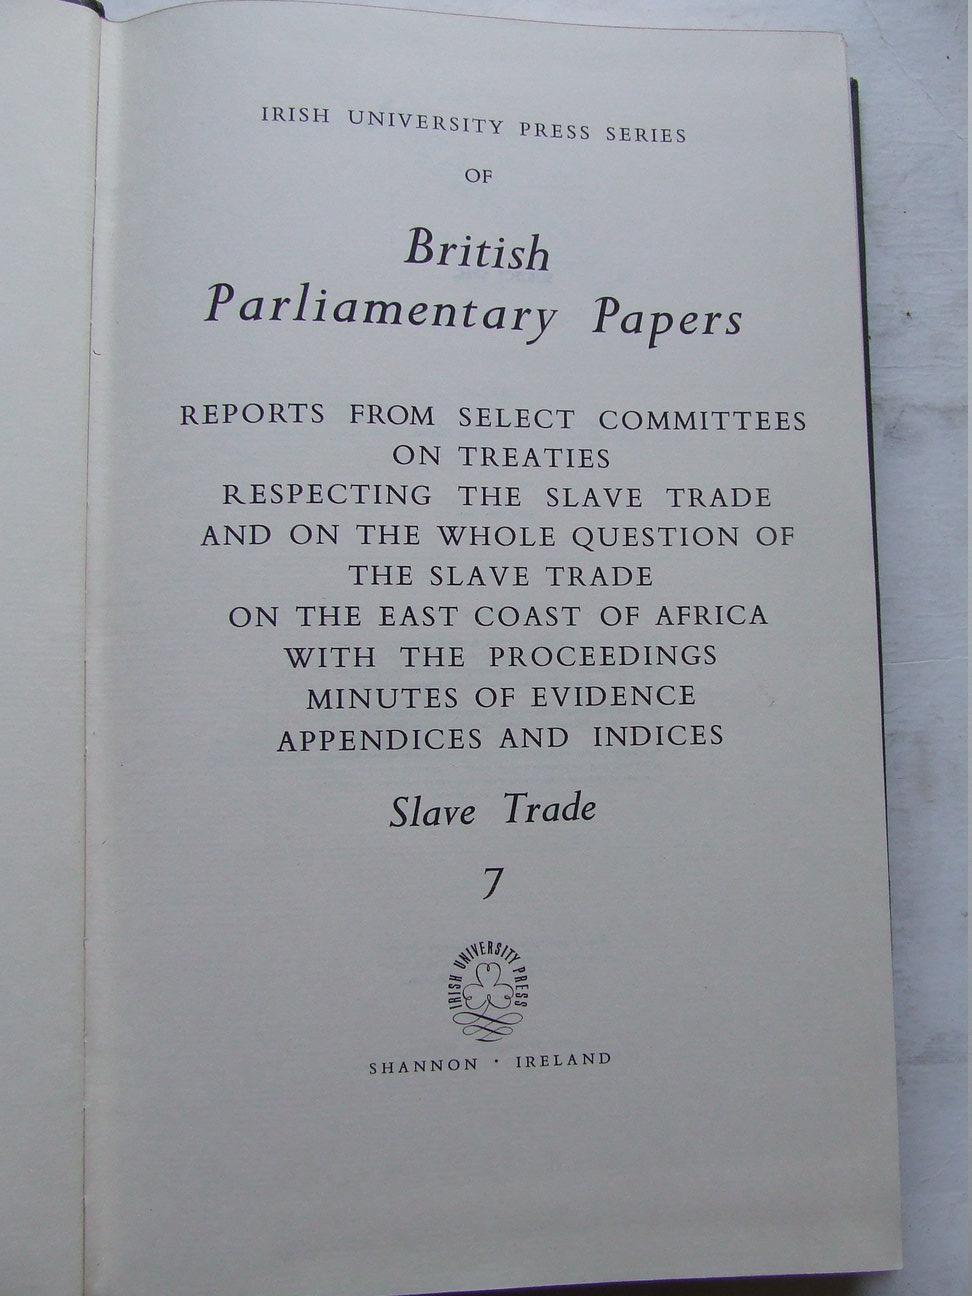 IRISH UNIVERSITY PRESS SERIES
OF
British
Parliamentary Papers
REPORTS FROM SELECT COMMITTEES
ON TREATIES
RESPECTING THE SLAVE TRADE
AND ON THE WHOLE QUESTION OF
THE SLAVE TRADE
ON THE EAST COAST OF AFRICA
WITH THE PROCEEDINGS
MINUTES OF EVIDENCE
APPENDICES AND INDICES
Slave Trade
7
IRISH UNIVERSITY PRESS
SHANNON · IRELAND